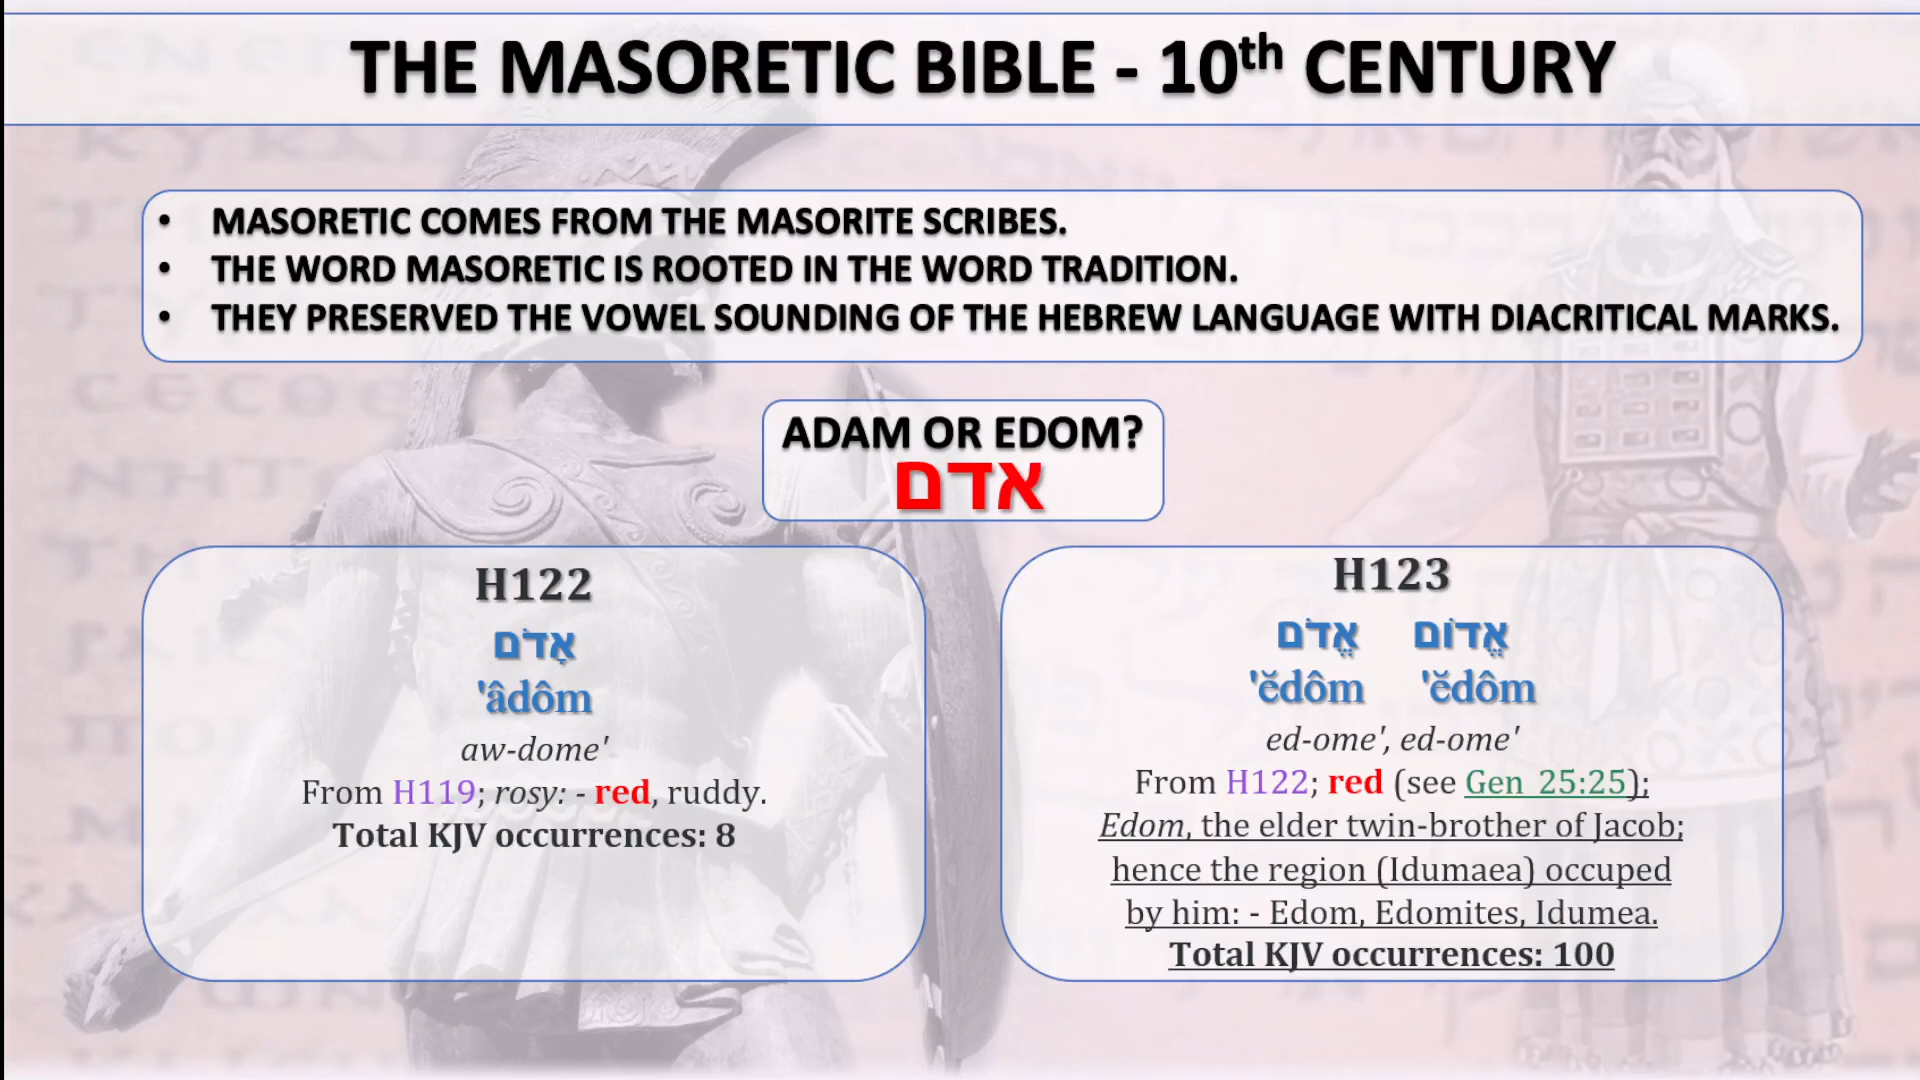 THE MASORETIC BIBLE - 10th CENTURY
• MASORETIC COMES FROM THE MASORITE SCRIBES.
• THE WORD MASORETIC IS ROOTED IN THE WORD TRADITION.
• THEY PRESERVED THE VOWEL SOUNDING OF THE HEBREW LANGUAGE WITH DIACRITICAL MARKS.
ADAM OR EDOM?
אדם
H122
אָדֹם
'âdôm
aw-dome'
From H119; rosy: - red, ruddy.
Total KJV occurrences: 8
H123
אֱדֹם אֱדוֹם
'ĕdôm 'ĕdôm
ed-ome', ed-ome'
From H122; red (see Gen_25:25);
Edom, the elder twin-brother of Jacob;
hence the region (Idumaea) occuped
by him: - Edom, Edomites, Idumea.
Total KJV occurrences: 100